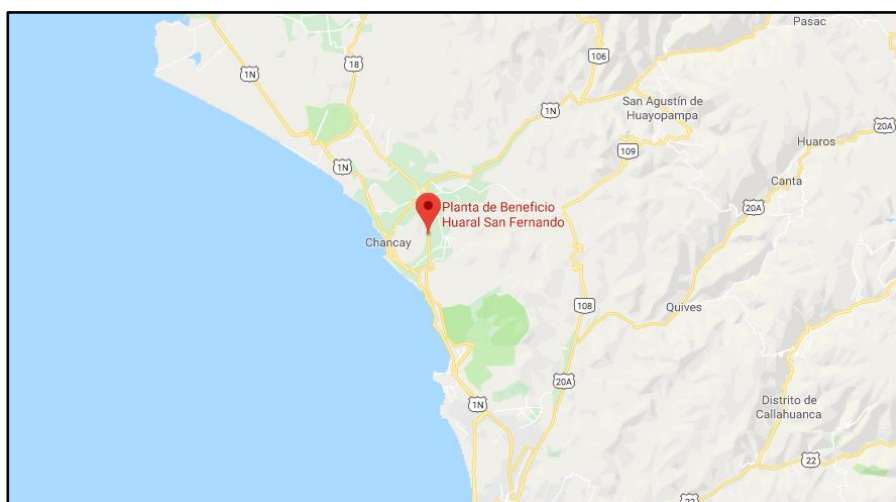 Pasac
18
1N
106
1N
San Agustín de
Huayopampa
20A
109
Huaros
1N
Canta
Planta de Beneficio
Huaral San Fernando
20A
Chancay
108
Quives
20A
1N
Distrito de
Callahuanca
22
22